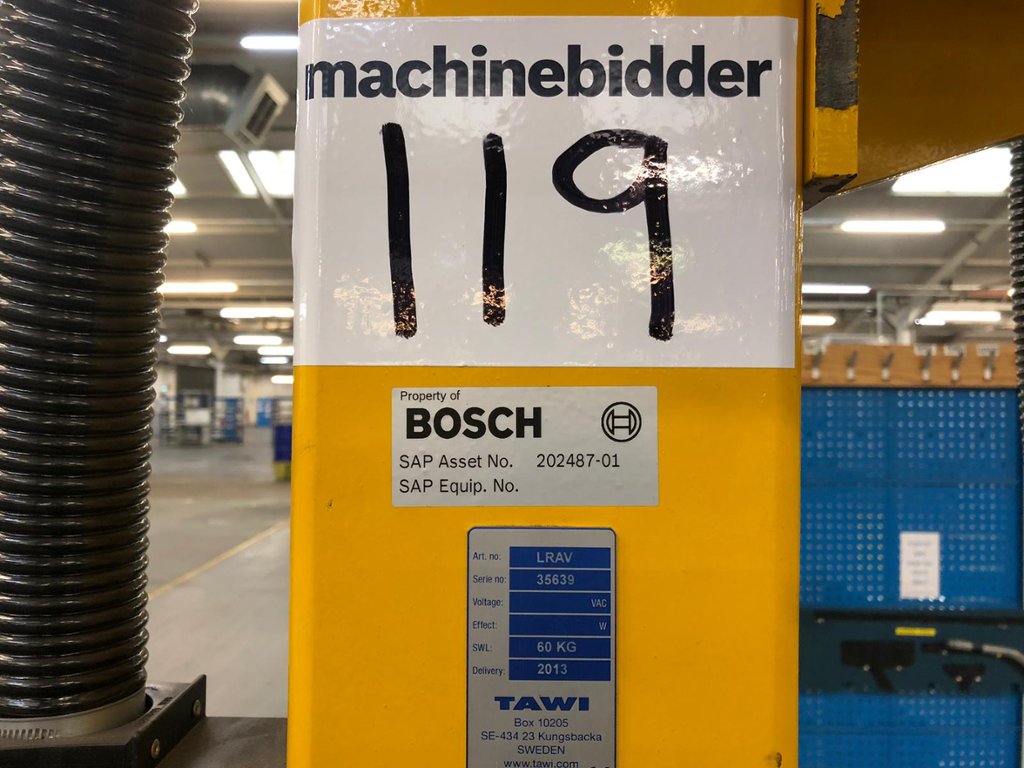 machinebidder
119
Property of
BOSCH
SAP Asset No. 202487-01
SAP Equip. No.
Art. no: LRAV
Serie no: 35639
Voltage: VAC
Effect: W
SWL: 60 KG
Delivery: 2013
TAWI
Box 10205
SE-434 23 Kungsbacka
SWEDEN
www.tawi.com